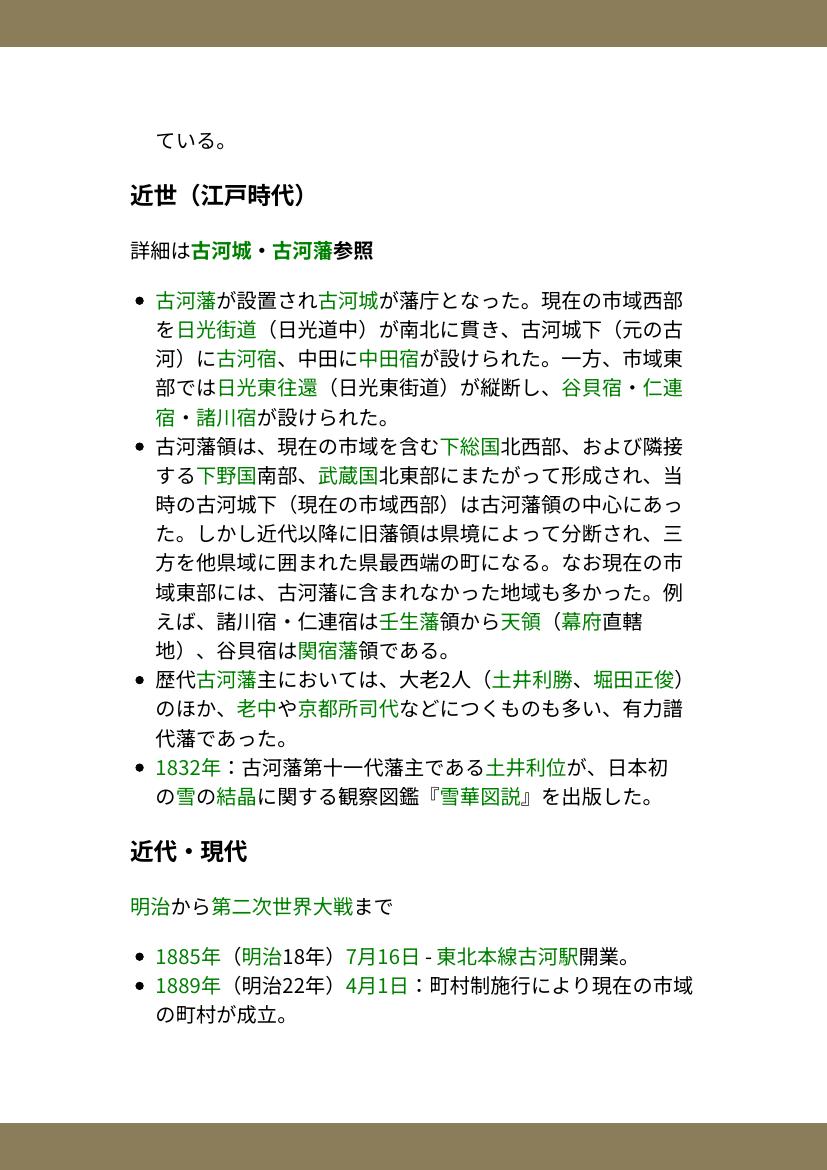 ている。
近世（江戸時代）
詳細は古河城・古河藩参照
● 古河藩が設置され古河城が藩庁となった。現在の市域西部
を日光街道（日光道中）が南北に貫き、古河城下（元の古
河）に古河宿、中田に中田宿が設けられた。一方、市域東
部では日光東往還（日光東街道）が縦断し、谷貝宿・仁連
宿・諸川宿が設けられた。
● 古河藩領は、現在の市域を含む下総国北西部、および隣接
する下野国南部、武蔵国北東部にまたがって形成され、当
時の古河城下（現在の市域西部）は古河藩領の中心にあっ
た。しかし近代以降に旧藩領は県境によって分断され、三
方を他県域に囲まれた県最西端の町になる。なお現在の市
域東部には、古河藩に含まれなかった地域も多かった。例
えば、諸川宿・仁連宿は壬生藩領から天領（幕府直轄
地）、谷貝宿は関宿藩領である。
● 歴代古河藩主においては、大老2人（土井利勝、堀田正俊）
のほか、老中や京都所司代などにつくものも多い、有力譜
代藩であった。
● 1832年：古河藩第十一代藩主である土井利位が、日本初
の雪の結晶に関する観察図鑑『雪華図説』を出版した。
近代・現代
明治から第二次世界大戦まで
● 1885年（明治18年）7月16日 - 東北本線古河駅開業。
● 1889年（明治22年）4月1日：町村制施行により現在の市域
の町村が成立。